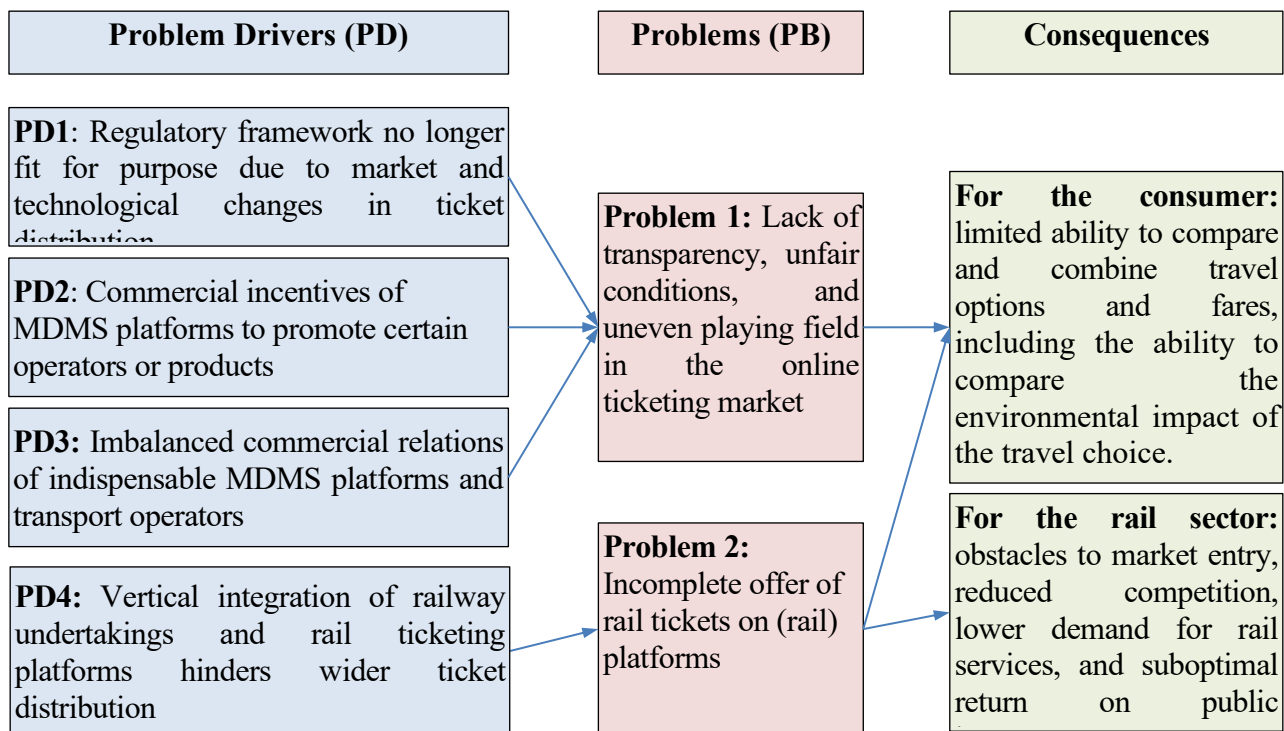 Problem Drivers (PD)
Problems (PB)
Consequences
PD1: Regulatory framework no longer
fit for purpose due to market and
technological changes in ticket
distribution
PD2: Commercial incentives of
MDMS platforms to promote certain
operators or products
PD3: Imbalanced commercial relations
of indispensable MDMS platforms and
transport operators
PD4: Vertical integration of railway
undertakings and rail ticketing
platforms hinders wider ticket
distribution
Problem 1: Lack of
transparency, unfair
conditions, and
uneven playing field
in the online
ticketing market
Problem 2:
Incomplete offer of
rail tickets on (rail)
platforms
For the consumer:
limited ability to compare
and combine travel
options and fares,
including the ability to
compare the
environmental impact of
the travel choice.
For the rail sector:
obstacles to market entry,
reduced competition,
lower demand for rail
services, and suboptimal
return on public